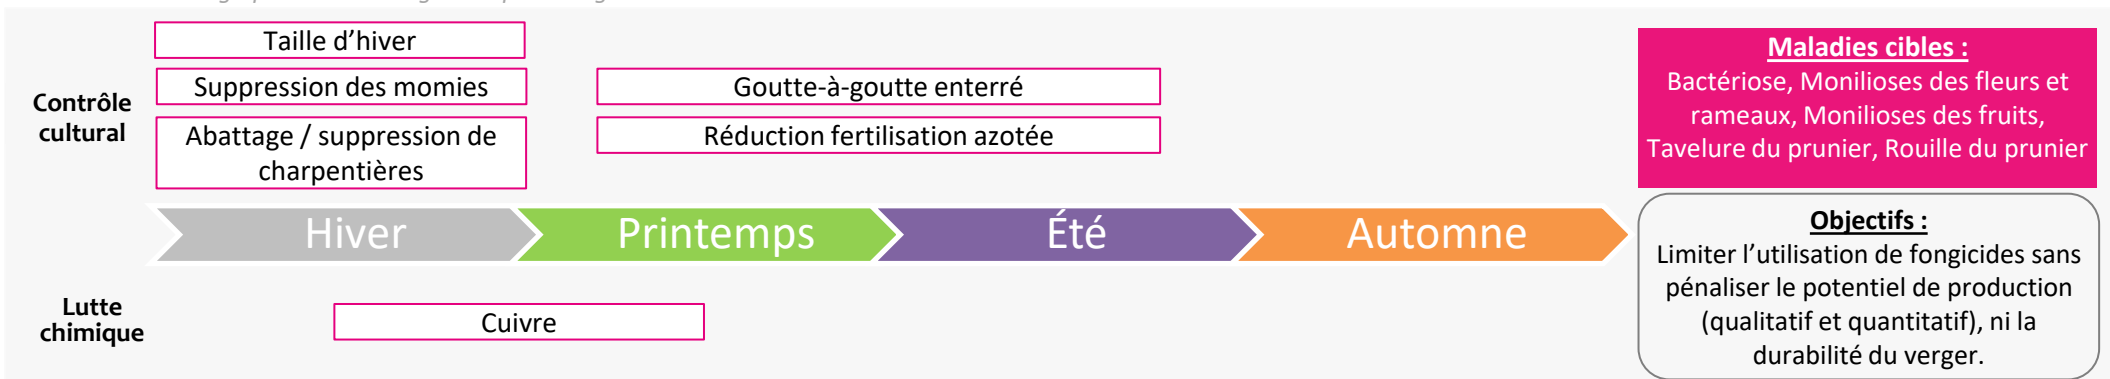 Taille d'hiver
Suppression des momies
Abattage / suppression de
charpentières
Contrôle
cultural
Goutte-à-goutte enterré
Réduction fertilisation azotée
Maladies cibles :
Bactériose, Monilioses des fleurs et
rameaux, Monilioses des fruits,
Tavelure du prunier, Rouille du prunier
Hiver
Printemps
Été
Automne
Objectifs :
Limiter l'utilisation de fongicides sans
pénaliser le potentiel de production
(qualitatif et quantitatif), ni la
durabilité du verger.
Lutte
chimique
Cuivre